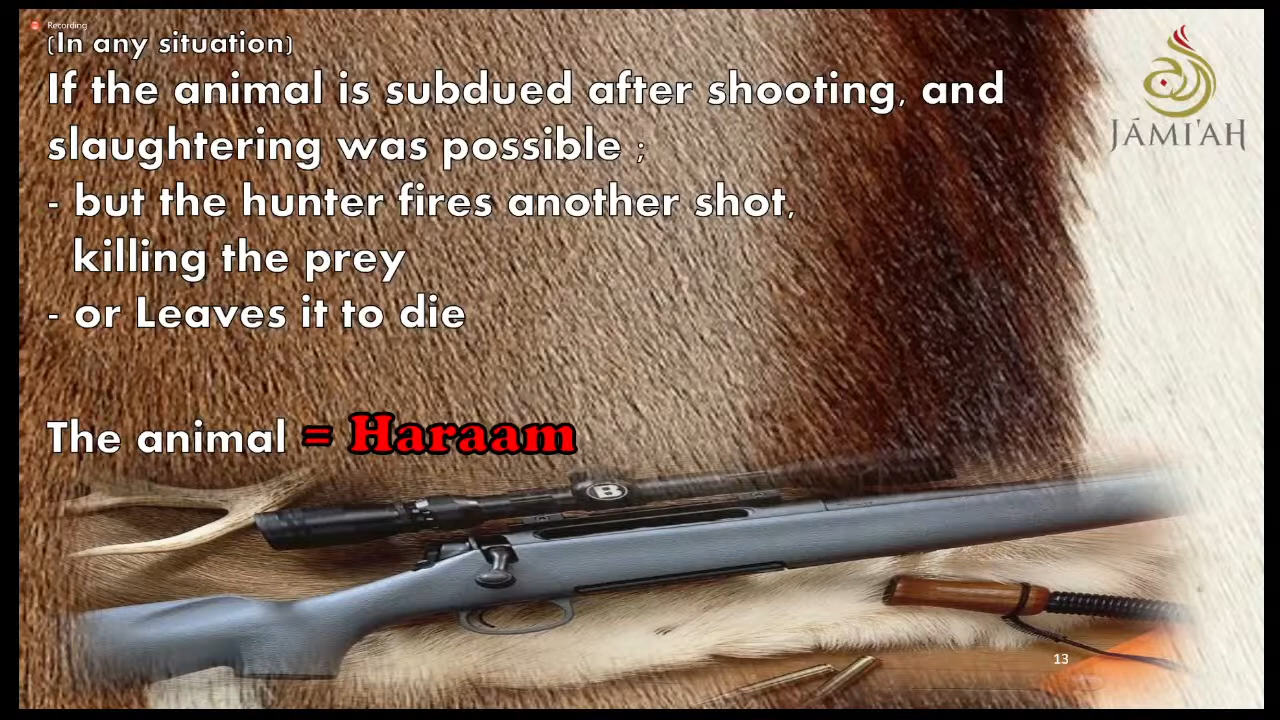 Recording
(In any situation)
If the animal is subdued after shooting, and
slaughtering was possible ;
- but the hunter fires another shot,
killing the prey
- or Leaves it to die
The animal = Haraam
JÁMI'AH
B
13